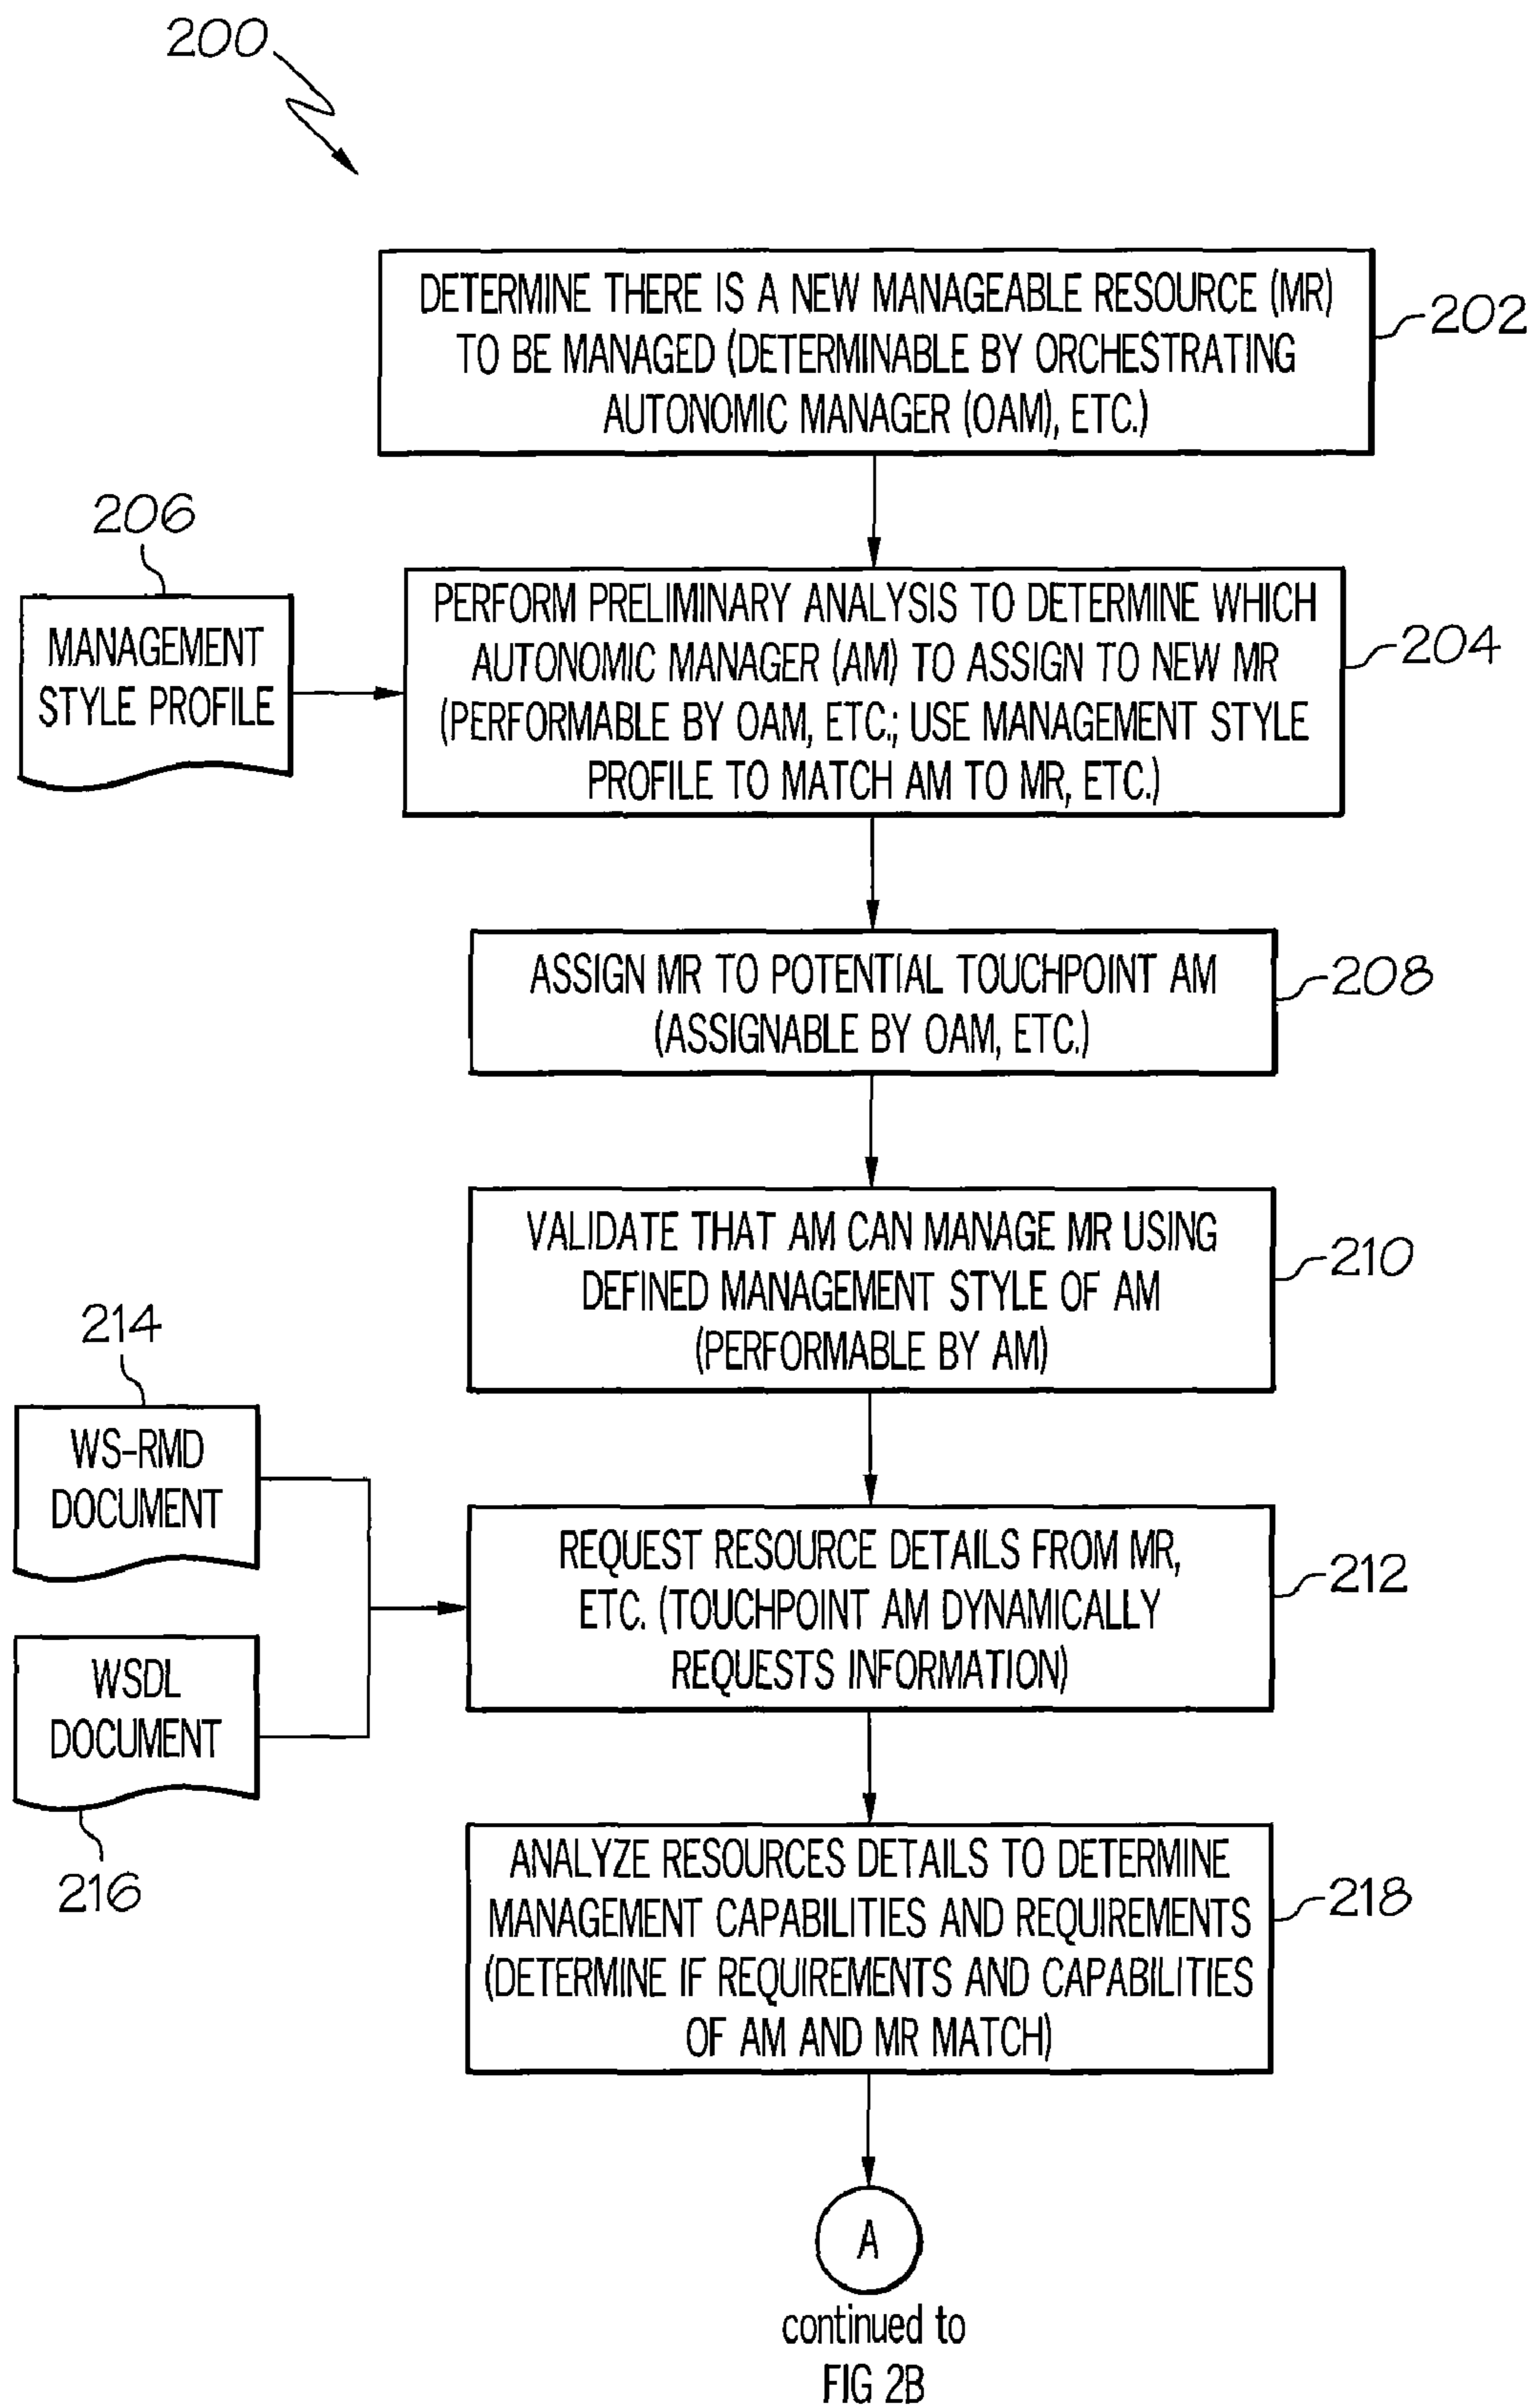 200
DETERMINE THERE IS A NEW MANAGEABLE RESOURCE (MR)
TO BE MANAGED (DETERMINABLE BY ORCHESTRATING
AUTONOMIC MANAGER (OAM), ETC.)
202
206
MANAGEMENT
STYLE PROFILE
PERFORM PRELIMINARY ANALYSIS TO DETERMINE WHICH
AUTONOMIC MANAGER (AM) TO ASSIGN TO NEW MR
(PERFORMABLE BY OAM, ETC.; USE MANAGEMENT STYLE
PROFILE TO MATCH AM TO MR, ETC.)
204
ASSIGN MR TO POTENTIAL TOUCHPOINT AM
(ASSIGNABLE BY OAM, ETC.)
208
VALIDATE THAT AM CAN MANAGE MR USING
DEFINED MANAGEMENT STYLE OF AM
(PERFORMABLE BY AM)
210
214
WS-RMD
DOCUMENT
WSDL
DOCUMENT
216
REQUEST RESOURCE DETAILS FROM MR,
ETC. (TOUCHPOINT AM DYNAMICALLY
REQUESTS INFORMATION)
212
ANALYZE RESOURCES DETAILS TO DETERMINE
MANAGEMENT CAPABILITIES AND REQUIREMENTS
(DETERMINE IF REQUIREMENTS AND CAPABILITIES
OF AM AND MR MATCH)
218
A
continued to
FIG 2B